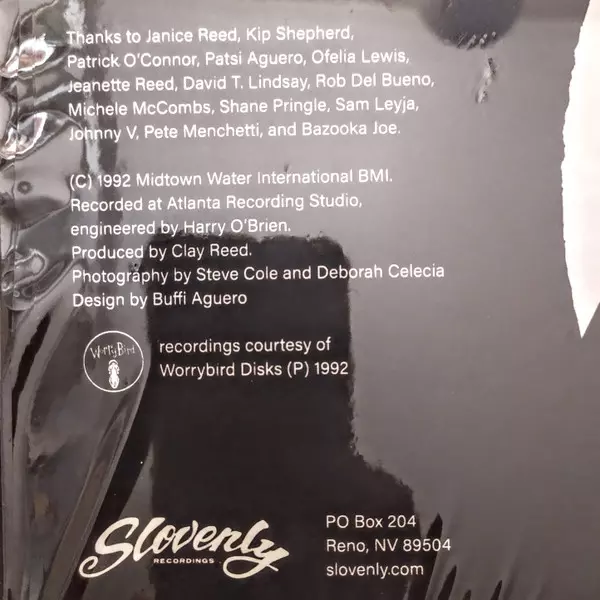 Thanks to Janice Reed, Kip Shepherd,
Patrick O'Connor, Patsi Aguero, Ofelia Lewis,
Jeanette Reed, David T. Lindsay, Rob Del Bueno,
Michele McCombs, Shane Pringle, Sam Leyja,
Johnny V, Pete Menchetti, and Bazooka Joe.
(C) 1992 Midtown Water International BMI.
Recorded at Atlanta Recording Studio,
engineered by Harry O'Brien.
Produced by Clay Reed.
Photography by Steve Cole and Deborah Celecia
Design by Buffi Aguero
WorryBird
recordings courtesy of
Worrybird Disks (P) 1992
Slovenly
RECORDINGS
PO Box 204
Reno, NV 89504
slovenly.com